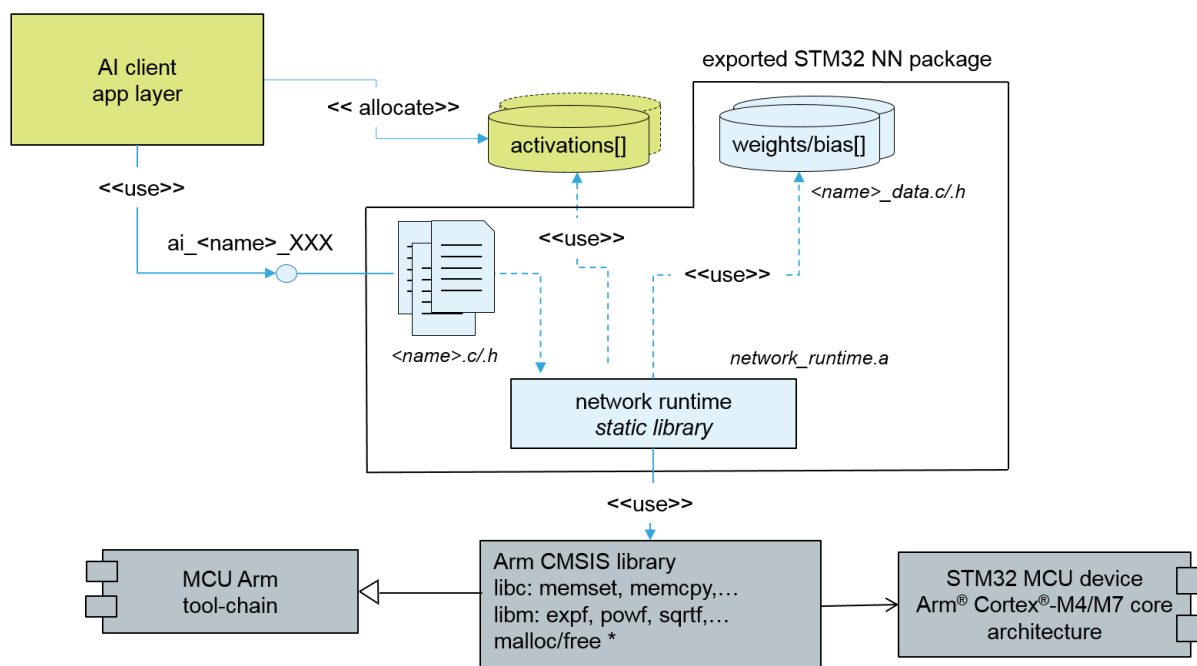 AI client
app layer
exported STM32 NN package
<< allocate>>
activations[]
weights/bias[]
<<use>>
<name>_data.c/.h
ai_<name>_XXX
<<use>>
<<use>>
<name>.c/.h
network_runtime.a
network runtime
static library
<<use>>
MCU Arm
tool-chain
Arm CMSIS library
libc: memset, memcpy,…
libm: expf, powf, sqrtf,…
malloc/free *
STM32 MCU device
Arm® Cortex®-M4/M7 core
architecture